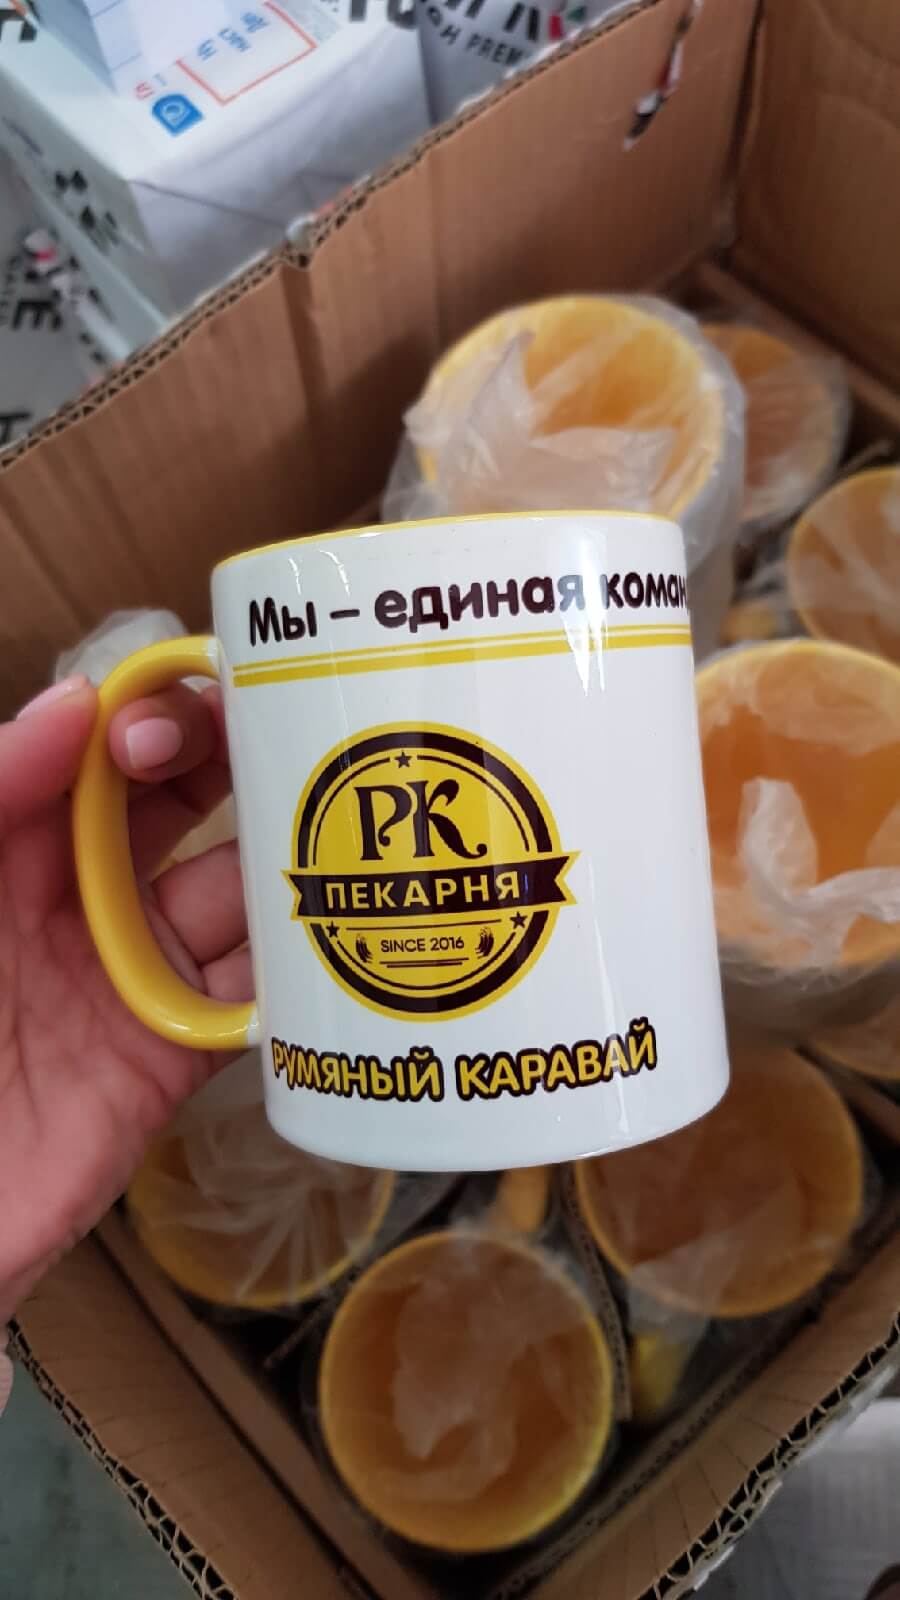 Мы – единая коман
РК
ПЕКАРНЯ
SINCE 2016
РУМЯНЫЙ КАРАВАЙ